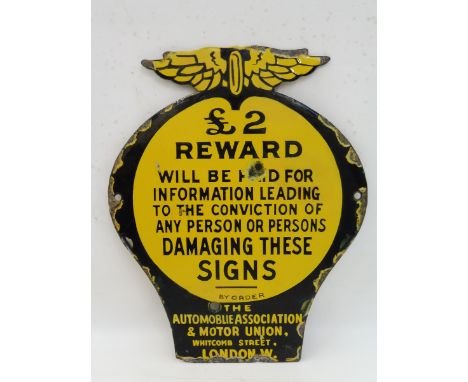 £2
REWARD
WILL BE PAID FOR
INFORMATION LEADING
TO THE CONVICTION OF
ANY PERSON OR PERSONS
DAMAGING THESE
SIGNS
BY ORDER
THE
AUTOMOBILE ASSOCIATION
& MOTOR UNION,
WHITCOMB STREET,
LONDON.W.